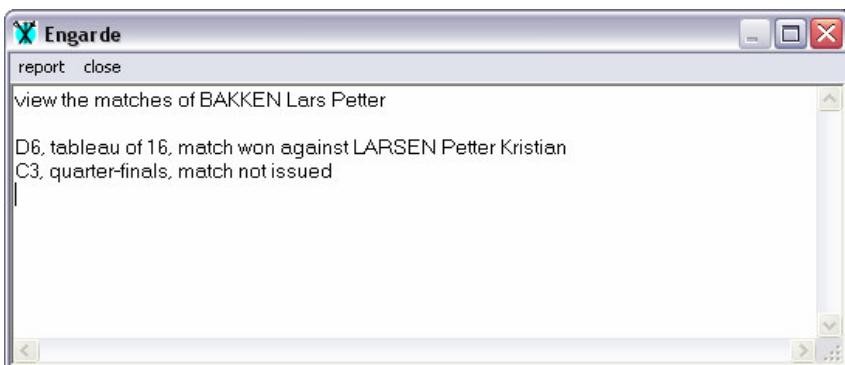 Engarde
report close
view the matches of BAKKEN Lars Petter
D6, tableau of 16, match won against LARSEN Petter Kristian
C3, quarter-finals, match not issued